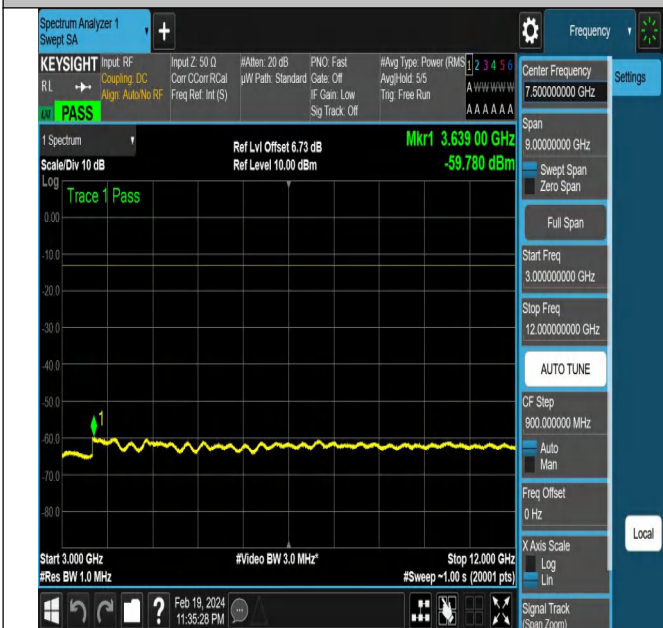 Spectrum Analyzer 1
Swept SA
+
Frequency
KEYSIGHT
Input: RF
Input Z: 50 Ω
#Atten: 20 dB
PNO: Fast
#Avg Type: Power (RMS
1 2 3 4 5 6
RL
Coupling: DC
Corr CCorr RCal
µW Path: Standard
Gate: Off
Avg|Hold: 5/5
A W W W W W
Align: Auto/No RF
Freq Ref: Int (S)
IF Gain: Low
Trig: Free Run
PASS
Sig Track: Off
A A A A A A
1 Spectrum
Ref Lvl Offset 6.73 dB
Mkr1 3.639 00 GHz
Scale/Div 10 dB
Ref Level 10.00 dBm
-59.780 dBm
Log
Trace 1 Pass
0.00
-10.0
-20.0
-30.0
-40.0
-50.0
1
-60.0
-70.0
-80.0
Start 3.000 GHz
#Video BW 3.0 MHz*
Stop 12.000 GHz
#Res BW 1.0 MHz
#Sweep ~1.00 s (20001 pts)
Feb 19, 2024
11:35:28 PM
?
Center Frequency
7.500000000 GHz
Settings
Span
9.00000000 GHz
Swept Span
Zero Span
Full Span
Start Freq
3.000000000 GHz
Stop Freq
12.000000000 GHz
AUTO TUNE
CF Step
900.000000 MHz
Auto
Man
Freq Offset
0 Hz
Local
X Axis Scale
Log
Lin
Signal Track
(Span Zoom)